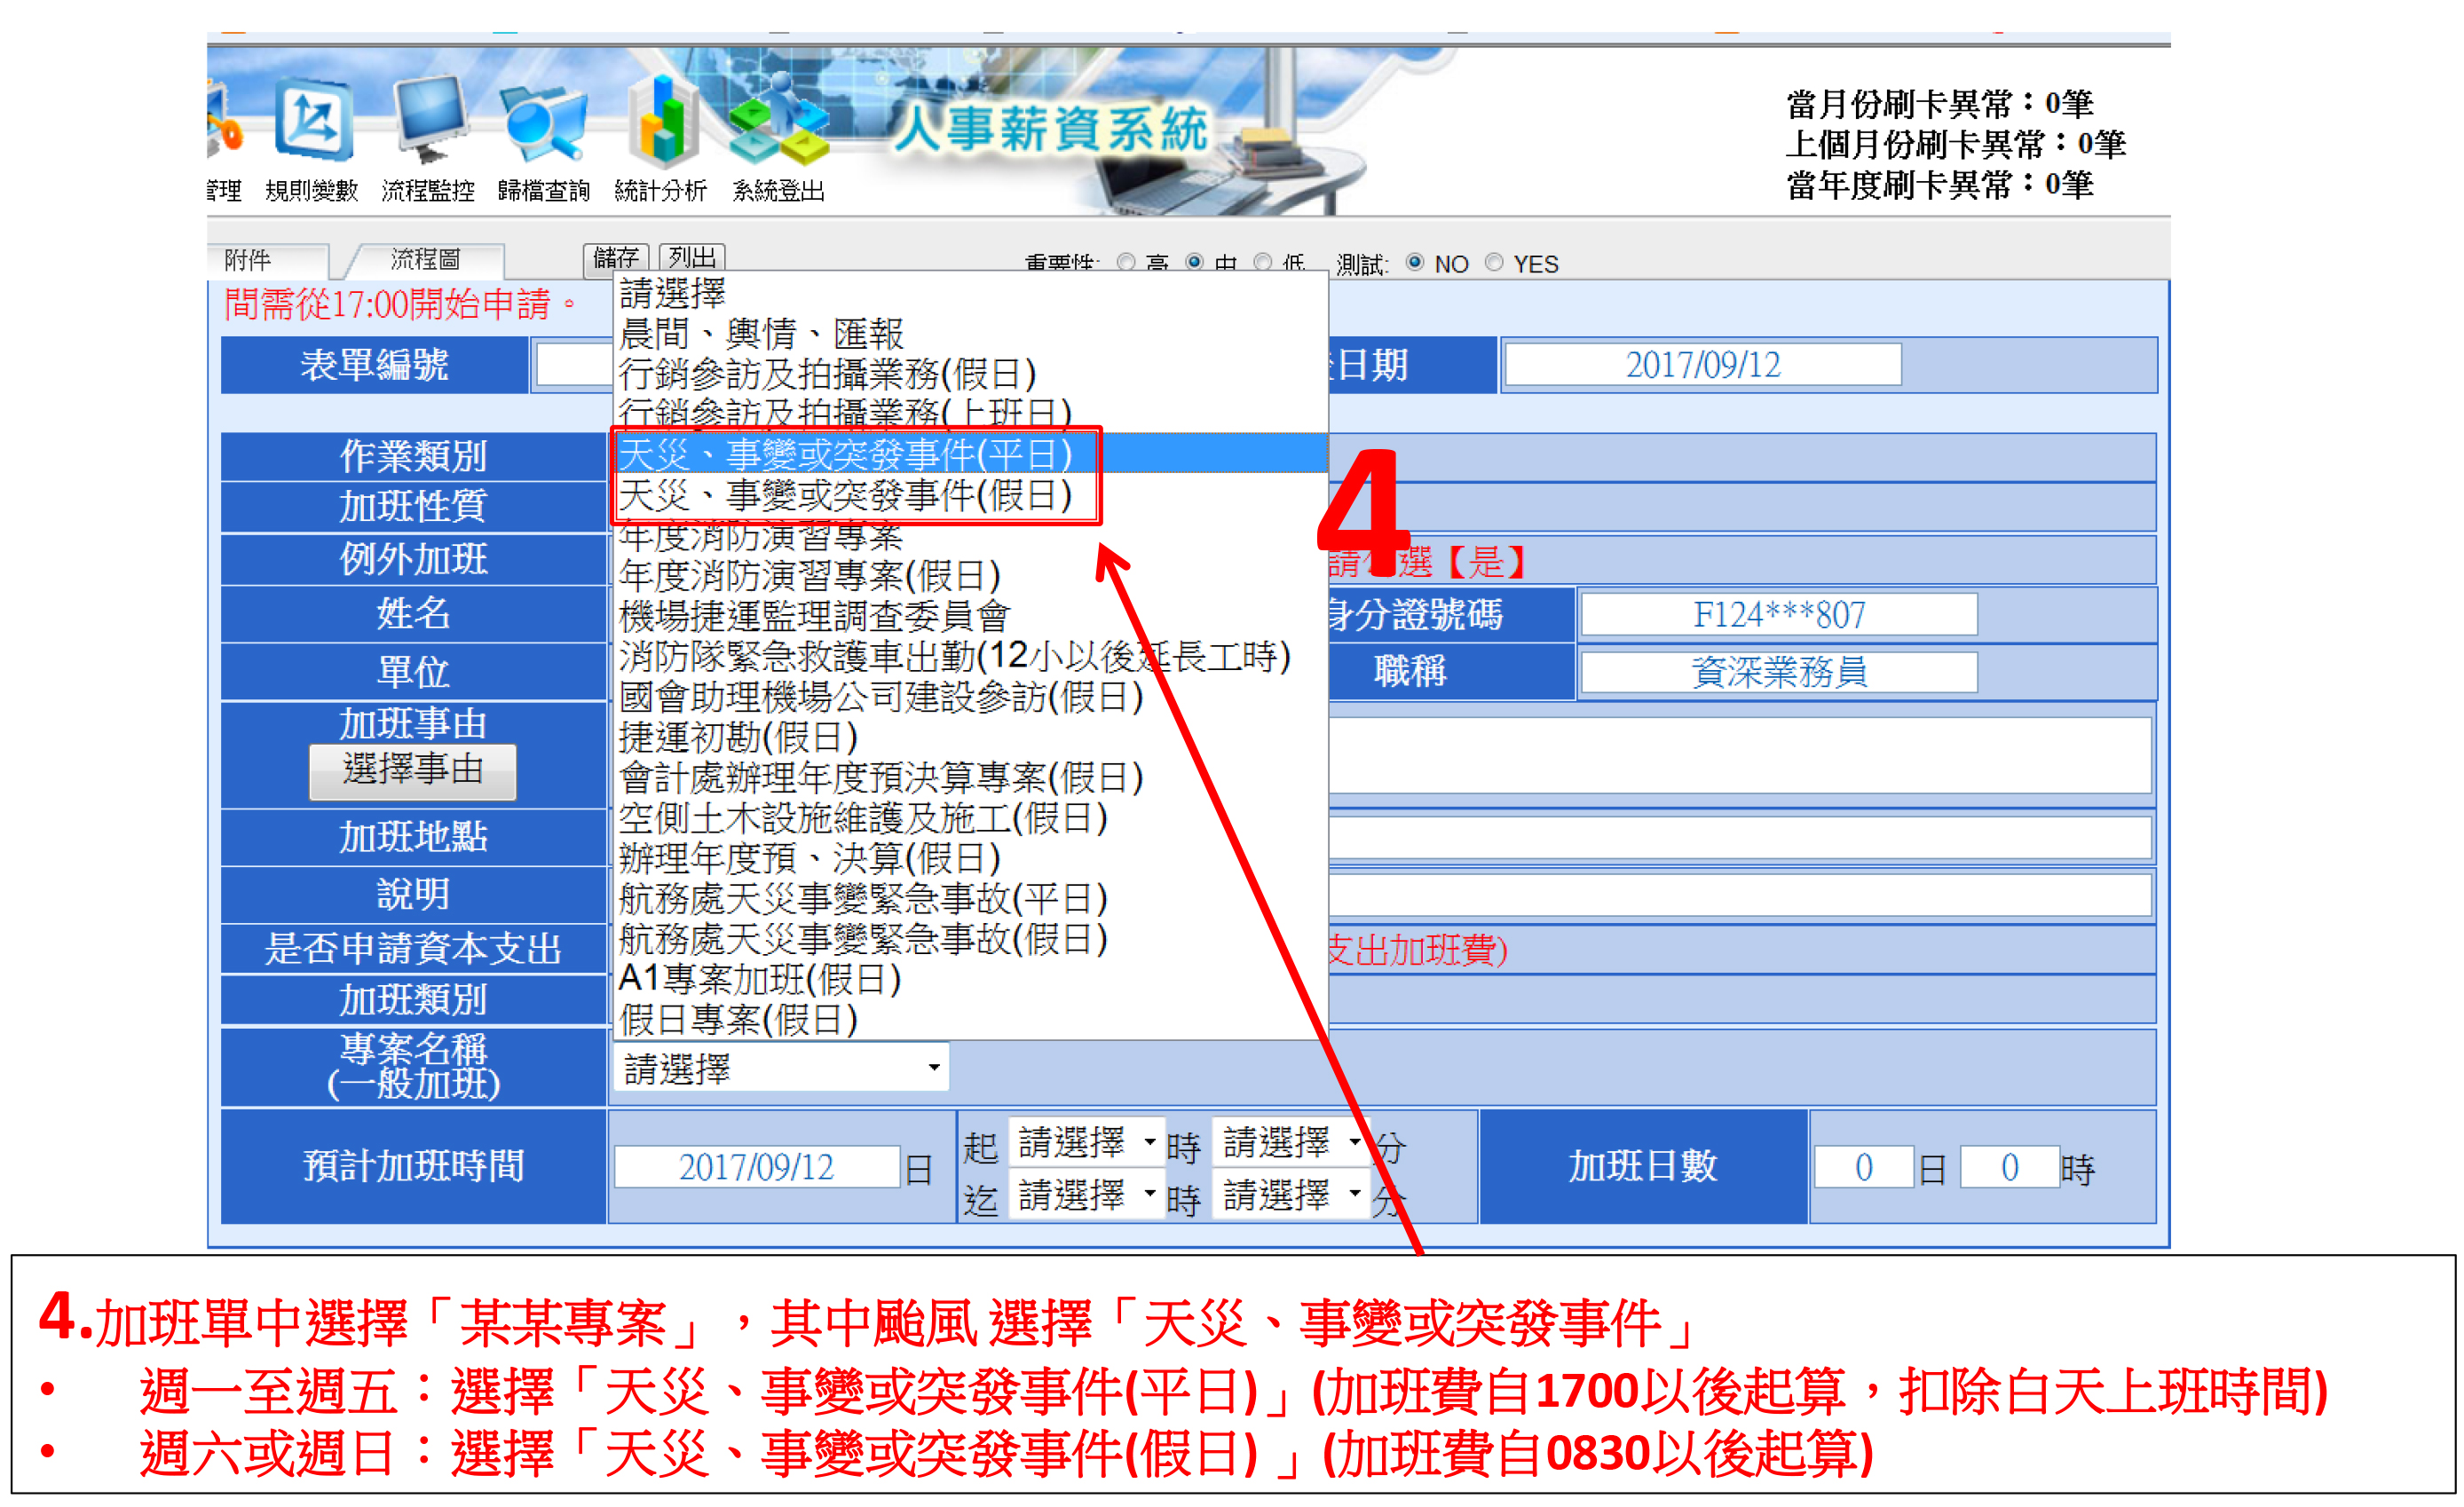 人事薪資系統
當月份刷卡異常：0筆
上個月份刷卡異常：0筆
當年度刷卡異常：0筆
管理 規則變數 流程監控 歸檔查詢 統計分析 系統登出
附件 流程圖 儲存 列出 重要性: 高 中 低 測試: NO YES
間需從17:00開始申請。
請選擇
晨間、輿情、匯報
行銷參訪及拍攝業務(假日)
行銷參訪及拍攝業務(上班日)
天災、事變或突發事件(平日)
天災、事變或突發事件(假日)
年度消防演習專案
年度消防演習專案(假日)
機場捷運監理調查委員會
消防隊緊急救護車出勤(12小以後延長工時)
國會助理機場公司建設參訪(假日)
捷運初勘(假日)
會計處辦理年度預決算專案(假日)
空側土木設施維護及施工(假日)
辦理年度預、決算(假日)
航務處天災事變緊急事故(平日)
航務處天災事變緊急事故(假日)
A1專案加班(假日)
假日專案(假日)
表單編號 日期 2017/09/12
作業類別
4
加班性質
例外加班 選【是】
姓名 身分證號碼 F124***807
單位 職稱 資深業務員
加班事由
選擇事由
加班地點
說明
是否申請資本支出 支出加班費)
加班類別
專案名稱
(一般加班) 請選擇
預計加班時間 2017/09/12 日 起 請選擇 時 請選擇 分
迄 請選擇 時 請選擇 分
加班日數 0 日 0 時
4.加班單中選擇「某某專案」，其中颱風 選擇「天災、事變或突發事件」
• 週一至週五：選擇「天災、事變或突發事件(平日)」(加班費自1700以後起算，扣除白天上班時間)
• 週六或週日：選擇「天災、事變或突發事件(假日) 」(加班費自0830以後起算)